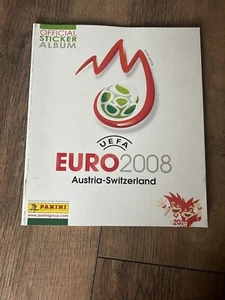 OFFICIAL
STICKER
ALBUM
UEFA
EURO2008
Austria-Switzerland
PANINI
www.paninigroup.com